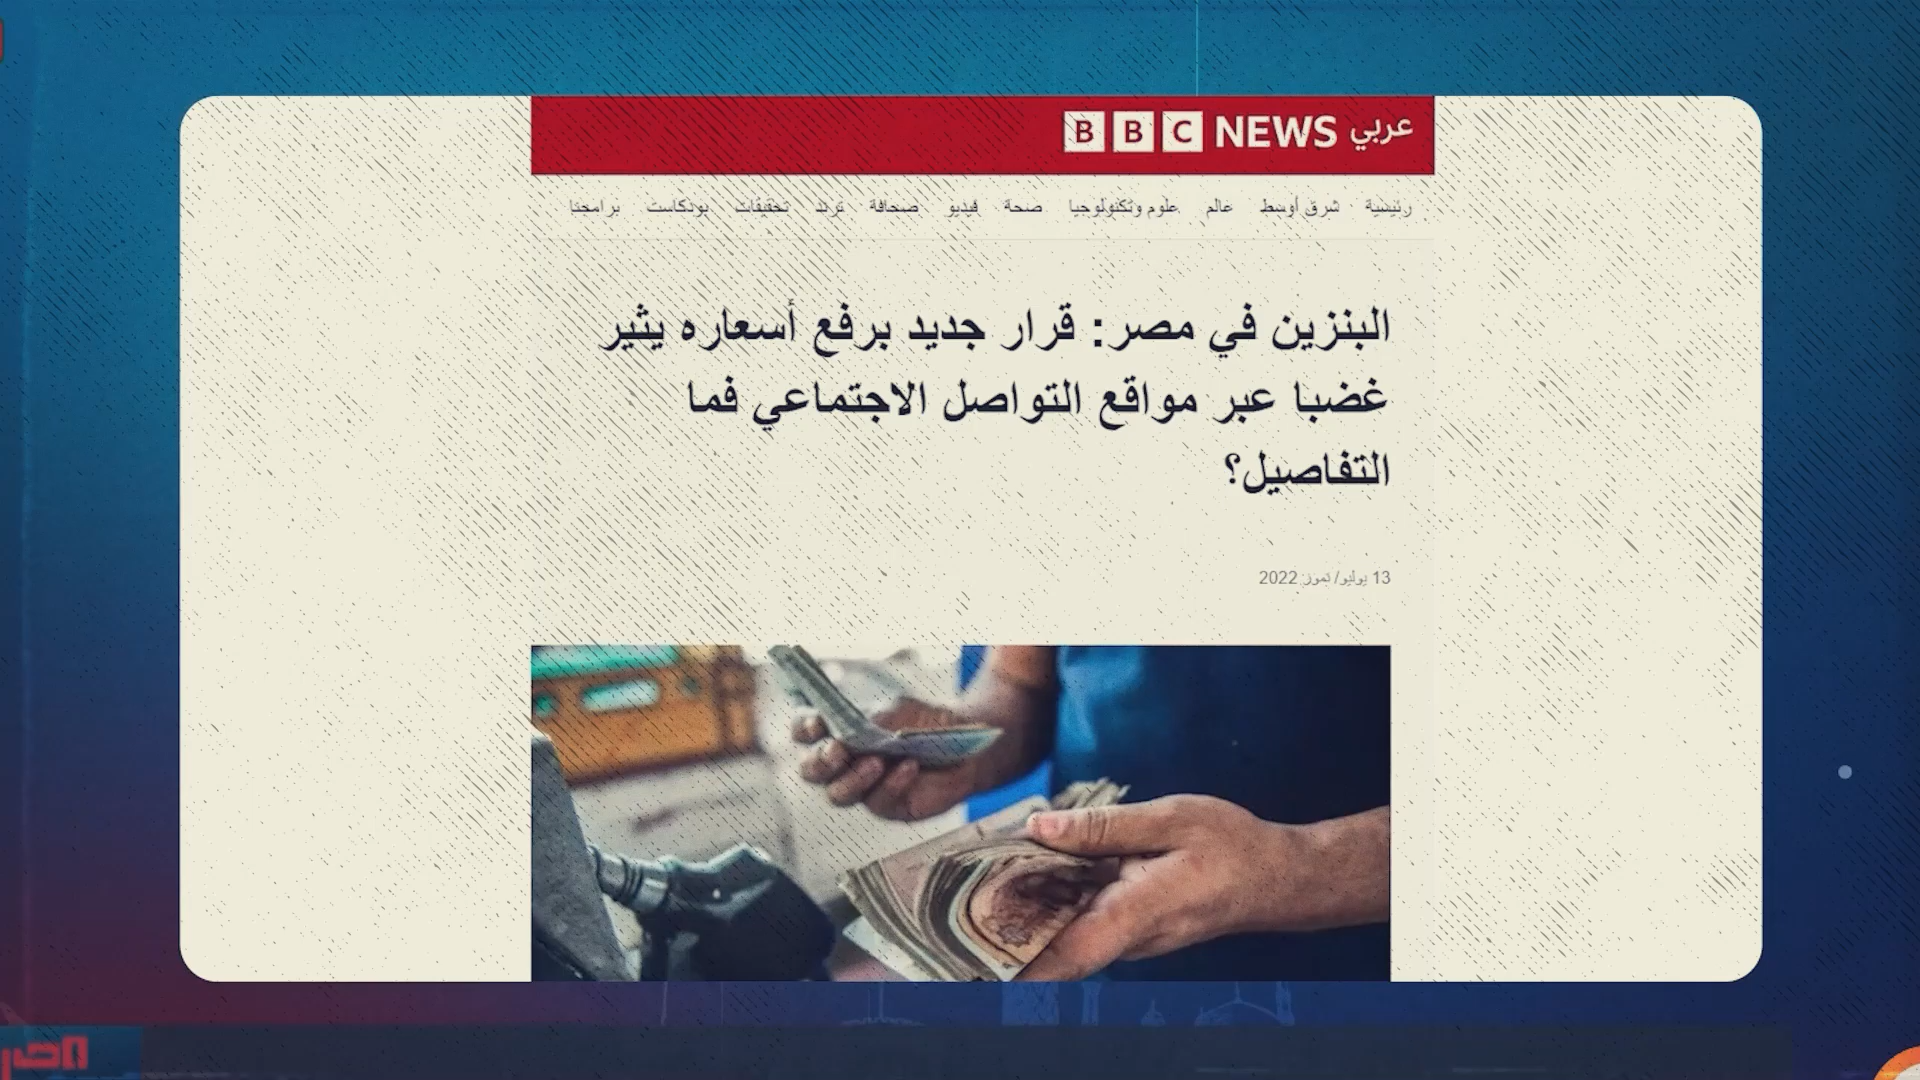 BBC NEWS عربي
رئيسية شرق أوسط عالم علوم وتكنولوجيا صحة فيديو صحافة ترند تحقيقات بودكاست برامجنا
البنزين في مصر: قرار جديد برفع أسعاره يثير
غضبا عبر مواقع التواصل الاجتماعي فما
التفاصيل؟
13 يوليو/ تموز 2022